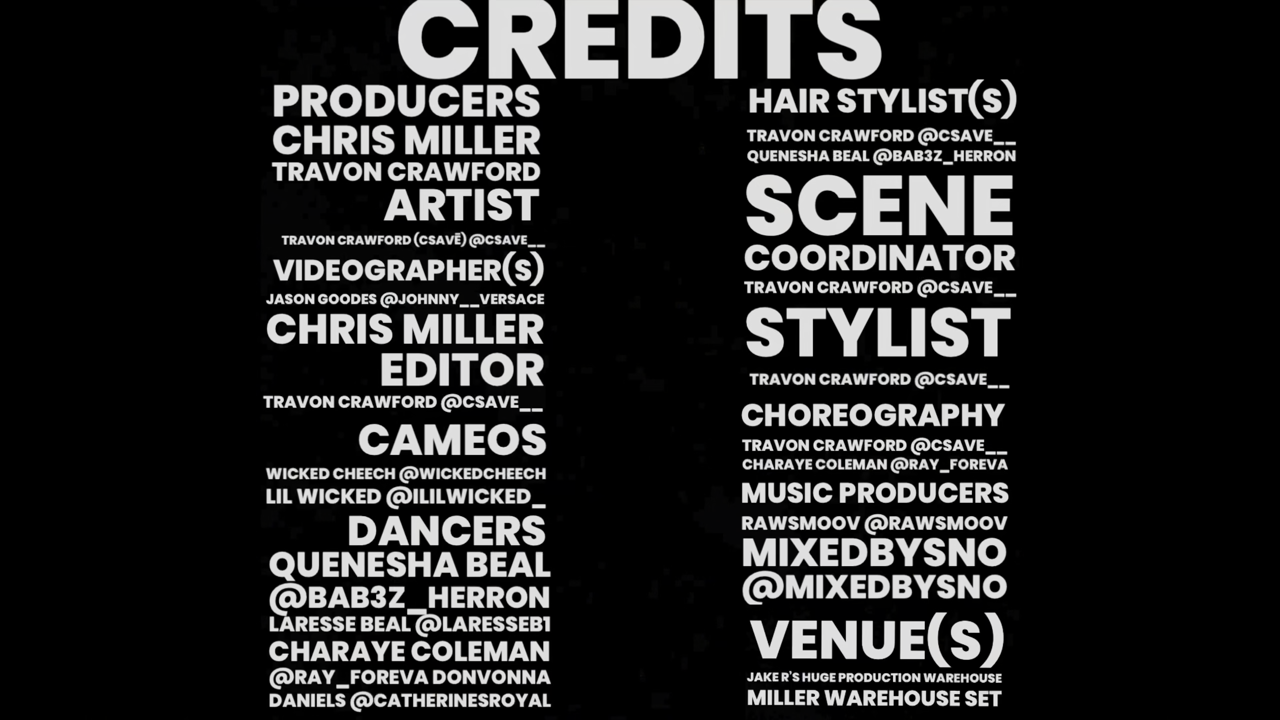 CREDITS
PRODUCERS
CHRIS MILLER
TRAVON CRAWFORD
ARTIST
TRAVON CRAWFORD (CSAVĒ) @CSAVE__
VIDEOGRAPHER(S)
JASON GOODES @JOHNNY__VERSACE
CHRIS MILLER
EDITOR
TRAVON CRAWFORD @CSAVE__
CAMEOS
WICKED CHEECH @WICKEDCHEECH
LIL WICKED @ILILWICKED_
DANCERS
QUENESHA BEAL
@BAB3Z_HERRON
LARESSE BEAL @LARESSEB1
CHARAYE COLEMAN
@RAY_FOREVA DONVONNA
DANIELS @CATHERINESROYAL
HAIR STYLIST(S)
TRAVON CRAWFORD @CSAVE__
QUENESHA BEAL @BAB3Z_HERRON
SCENE
COORDINATOR
TRAVON CRAWFORD @CSAVE__
STYLIST
TRAVON CRAWFORD @CSAVE__
CHOREOGRAPHY
TRAVON CRAWFORD @CSAVE__
CHARAYE COLEMAN @RAY_FOREVA
MUSIC PRODUCERS
RAWSMOOV @RAWSMOOV
MIXEDBYSNO
@MIXEDBYSNO
VENUE(S)
JAKE R'S HUGE PRODUCTION WAREHOUSE
MILLER WAREHOUSE SET